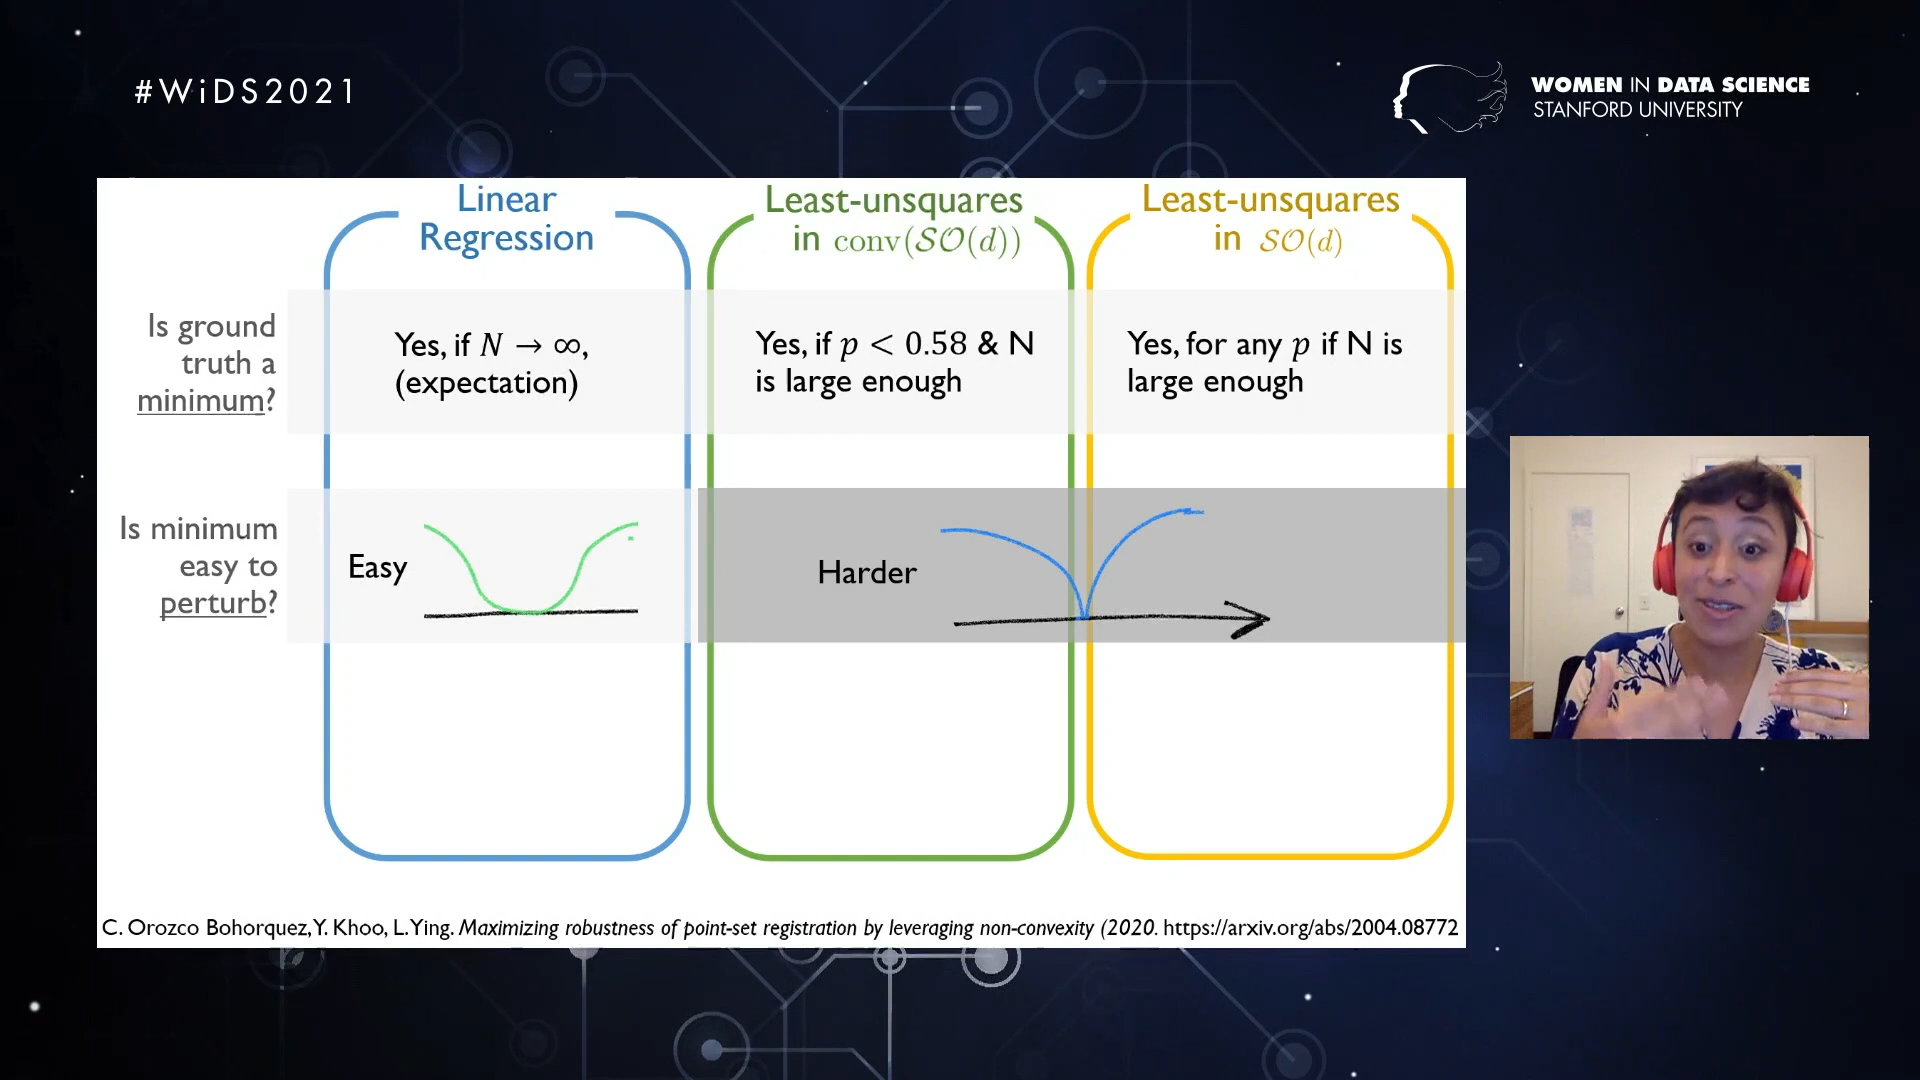 #WiDS2021
WOMEN IN DATA SCIENCE
STANFORD UNIVERSITY
Linear
Regression
Least-unsquares
in conv(𝒮𝒪(d))
Least-unsquares
in 𝒮𝒪(d)
Is ground
truth a
minimum?
Yes, if N → ∞,
(expectation)
Yes, if p < 0.58 & N
is large enough
Yes, for any p if N is
large enough
Is minimum
easy to
perturb?
Easy
Harder
C. Orozco Bohorquez, Y. Khoo, L. Ying. Maximizing robustness of point-set registration by leveraging non-convexity (2020. https://arxiv.org/abs/2004.08772